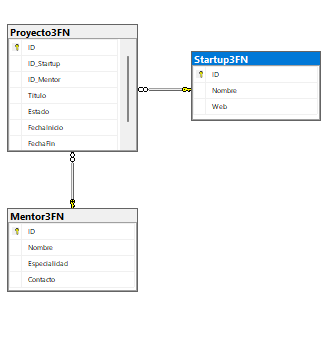 Proyecto3FN
ID
ID_Startup
ID_Mentor
Titulo
Estado
FechaInicio
FechaFin
Startup3FN
ID
Nombre
Web
Mentor3FN
ID
Nombre
Especialidad
Contacto